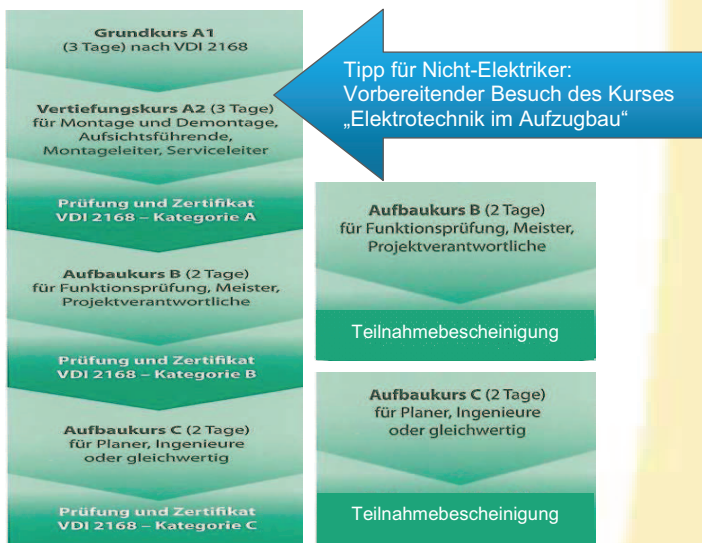 Grundkurs A1
(3 Tage) nach VDI 2168
Vertiefungskurs A2 (3 Tage)
für Montage und Demontage,
Aufsichtsführende,
Montageleiter, Serviceleiter
Prüfung und Zertifikat
VDI 2168 – Kategorie A
Aufbaukurs B (2 Tage)
für Funktionsprüfung, Meister,
Projektverantwortliche
Prüfung und Zertifikat
VDI 2168 – Kategorie B
Aufbaukurs C (2 Tage)
für Planer, Ingenieure
oder gleichwertig
Prüfung und Zertifikat
VDI 2168 – Kategorie C
Tipp für Nicht-Elektriker:
Vorbereitender Besuch des Kurses
„Elektrotechnik im Aufzugbau“
Aufbaukurs B (2 Tage)
für Funktionsprüfung, Meister,
Projektverantwortliche
Teilnahmebescheinigung
Aufbaukurs C (2 Tage)
für Planer, Ingenieure
oder gleichwertig
Teilnahmebescheinigung